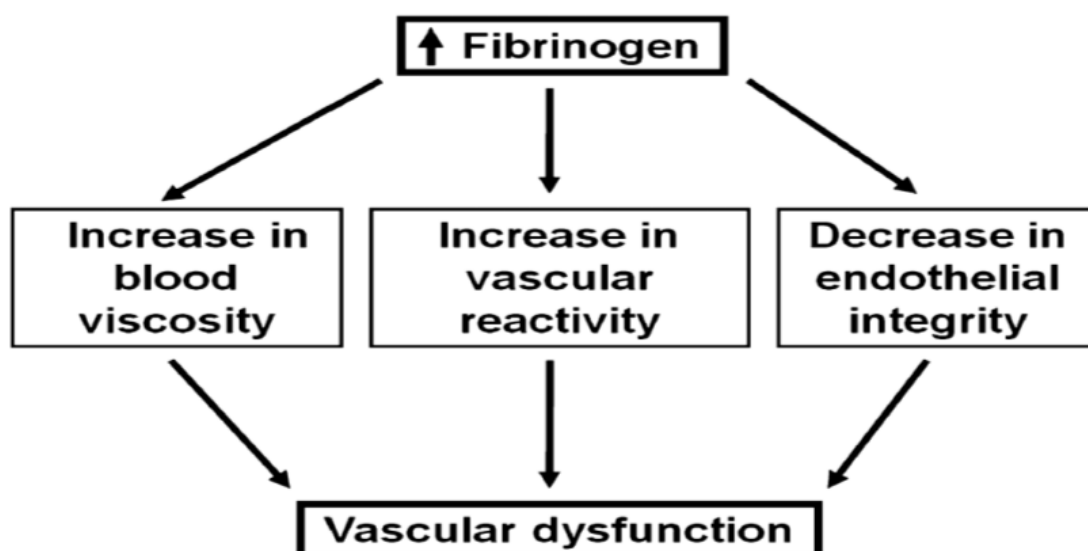 ↑ Fibrinogen
Increase in
blood
viscosity
Increase in
vascular
reactivity
Decrease in
endothelial
integrity
Vascular dysfunction